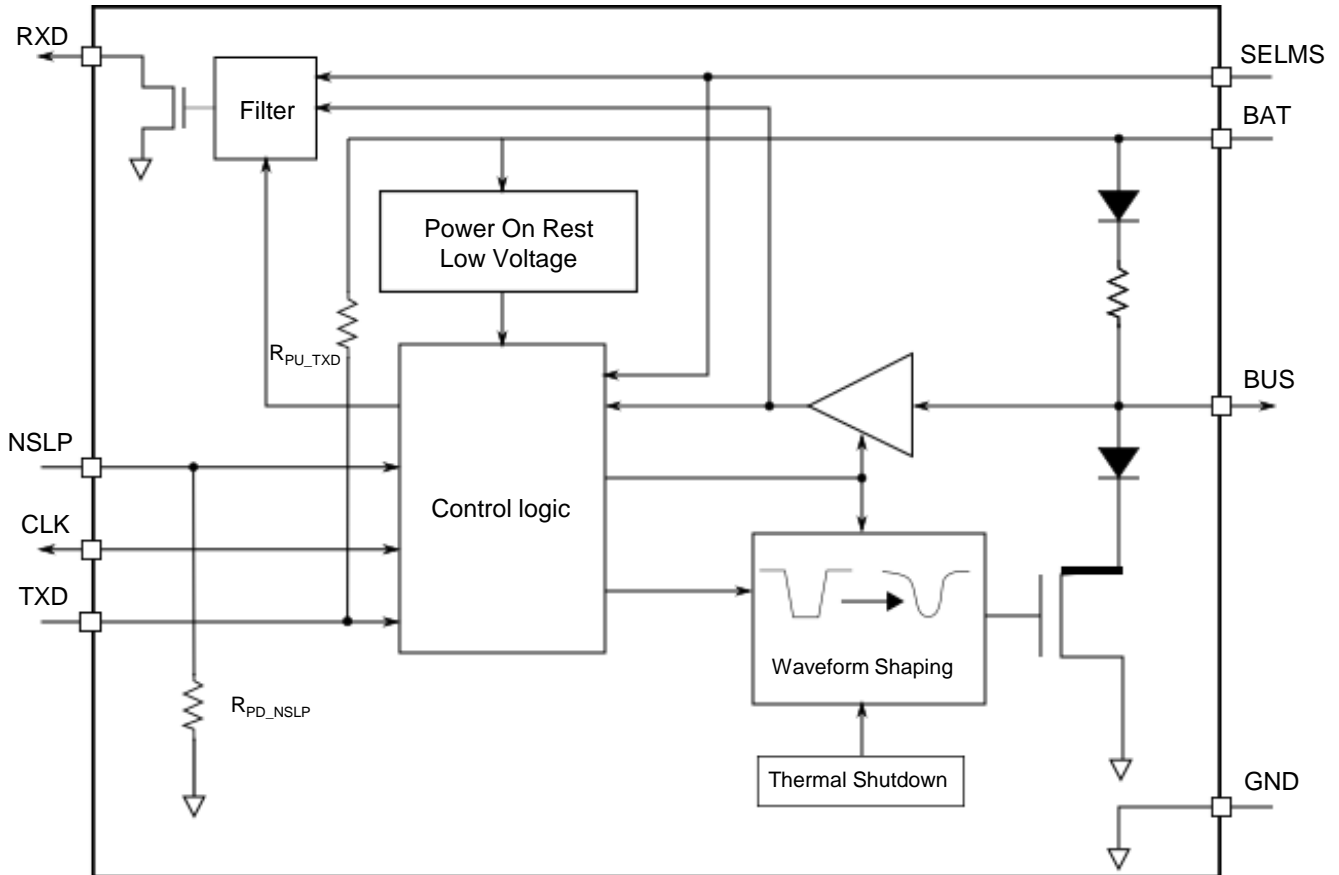 RXD
SELMS
Filter
BAT
Power On Rest
Low Voltage
RPU_TXD
BUS
NSLP
Control logic
CLK
TXD
Waveform Shaping
RPD_NSLP
Thermal Shutdown
GND